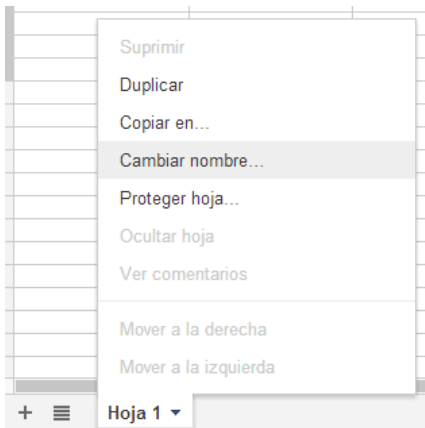 Suprimir
Duplicar
Copiar en...
Cambiar nombre...
Proteger hoja...
Ocultar hoja
Ver comentarios
Mover a la derecha
Mover a la izquierda
Hoja 1